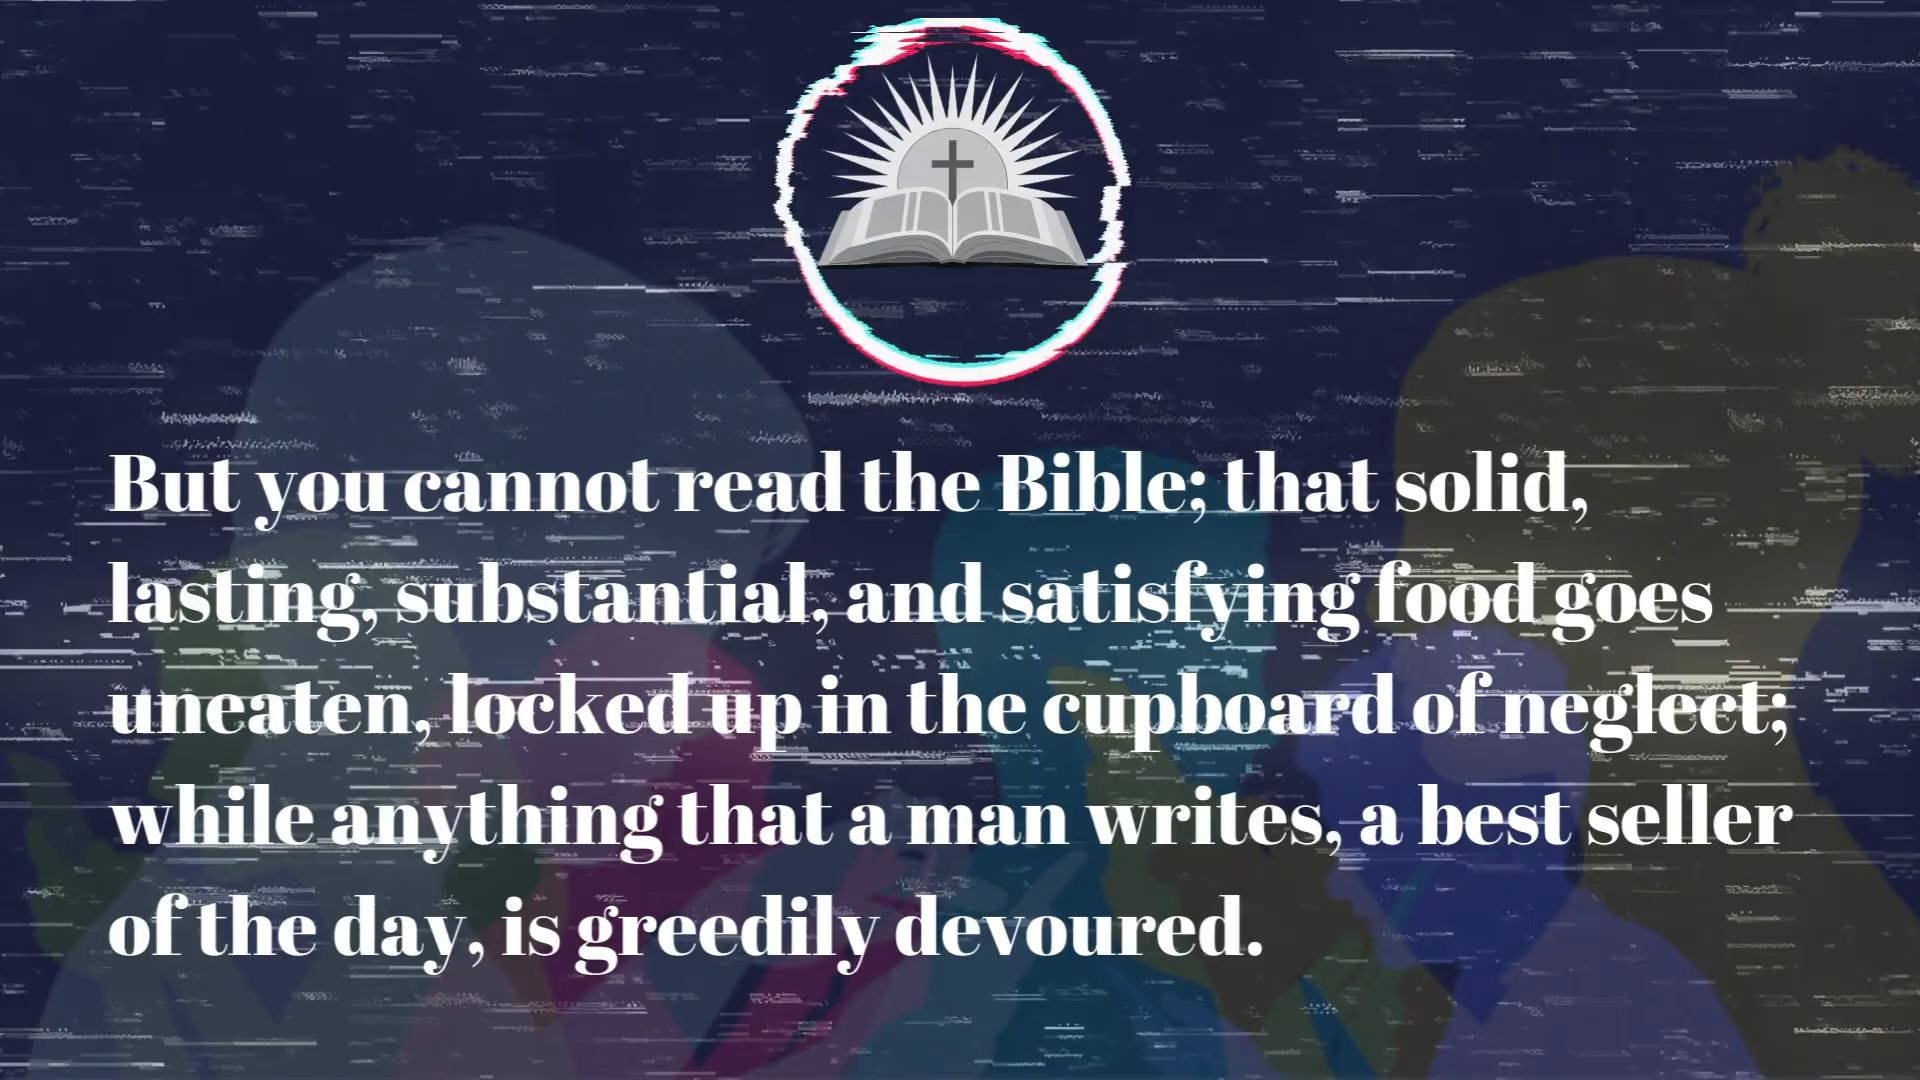 But you cannot read the Bible; that solid,
lasting, substantial, and satisfying food goes
uneaten, locked up in the cupboard of neglect;
while anything that a man writes, a best seller
of the day, is greedily devoured.